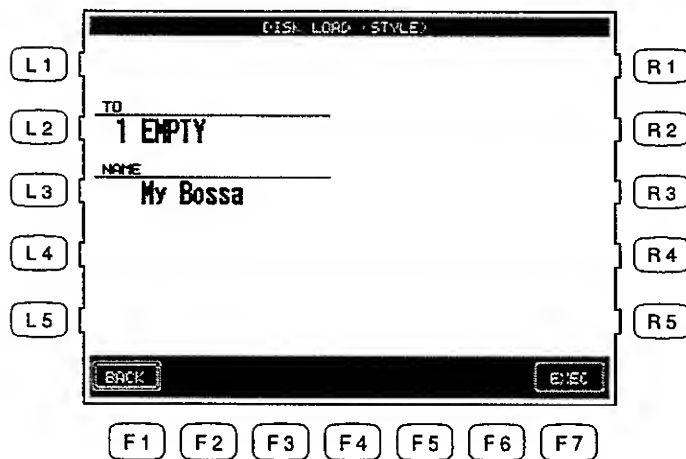 DISK LOAD (STYLE)
L1
R1
TO
L2
1 EMPTY
R2
NAME
L3
My Bossa
R3
L4
R4
L5
R5
BACK
EXEC
F1 F2 F3 F4 F5 F6 F7